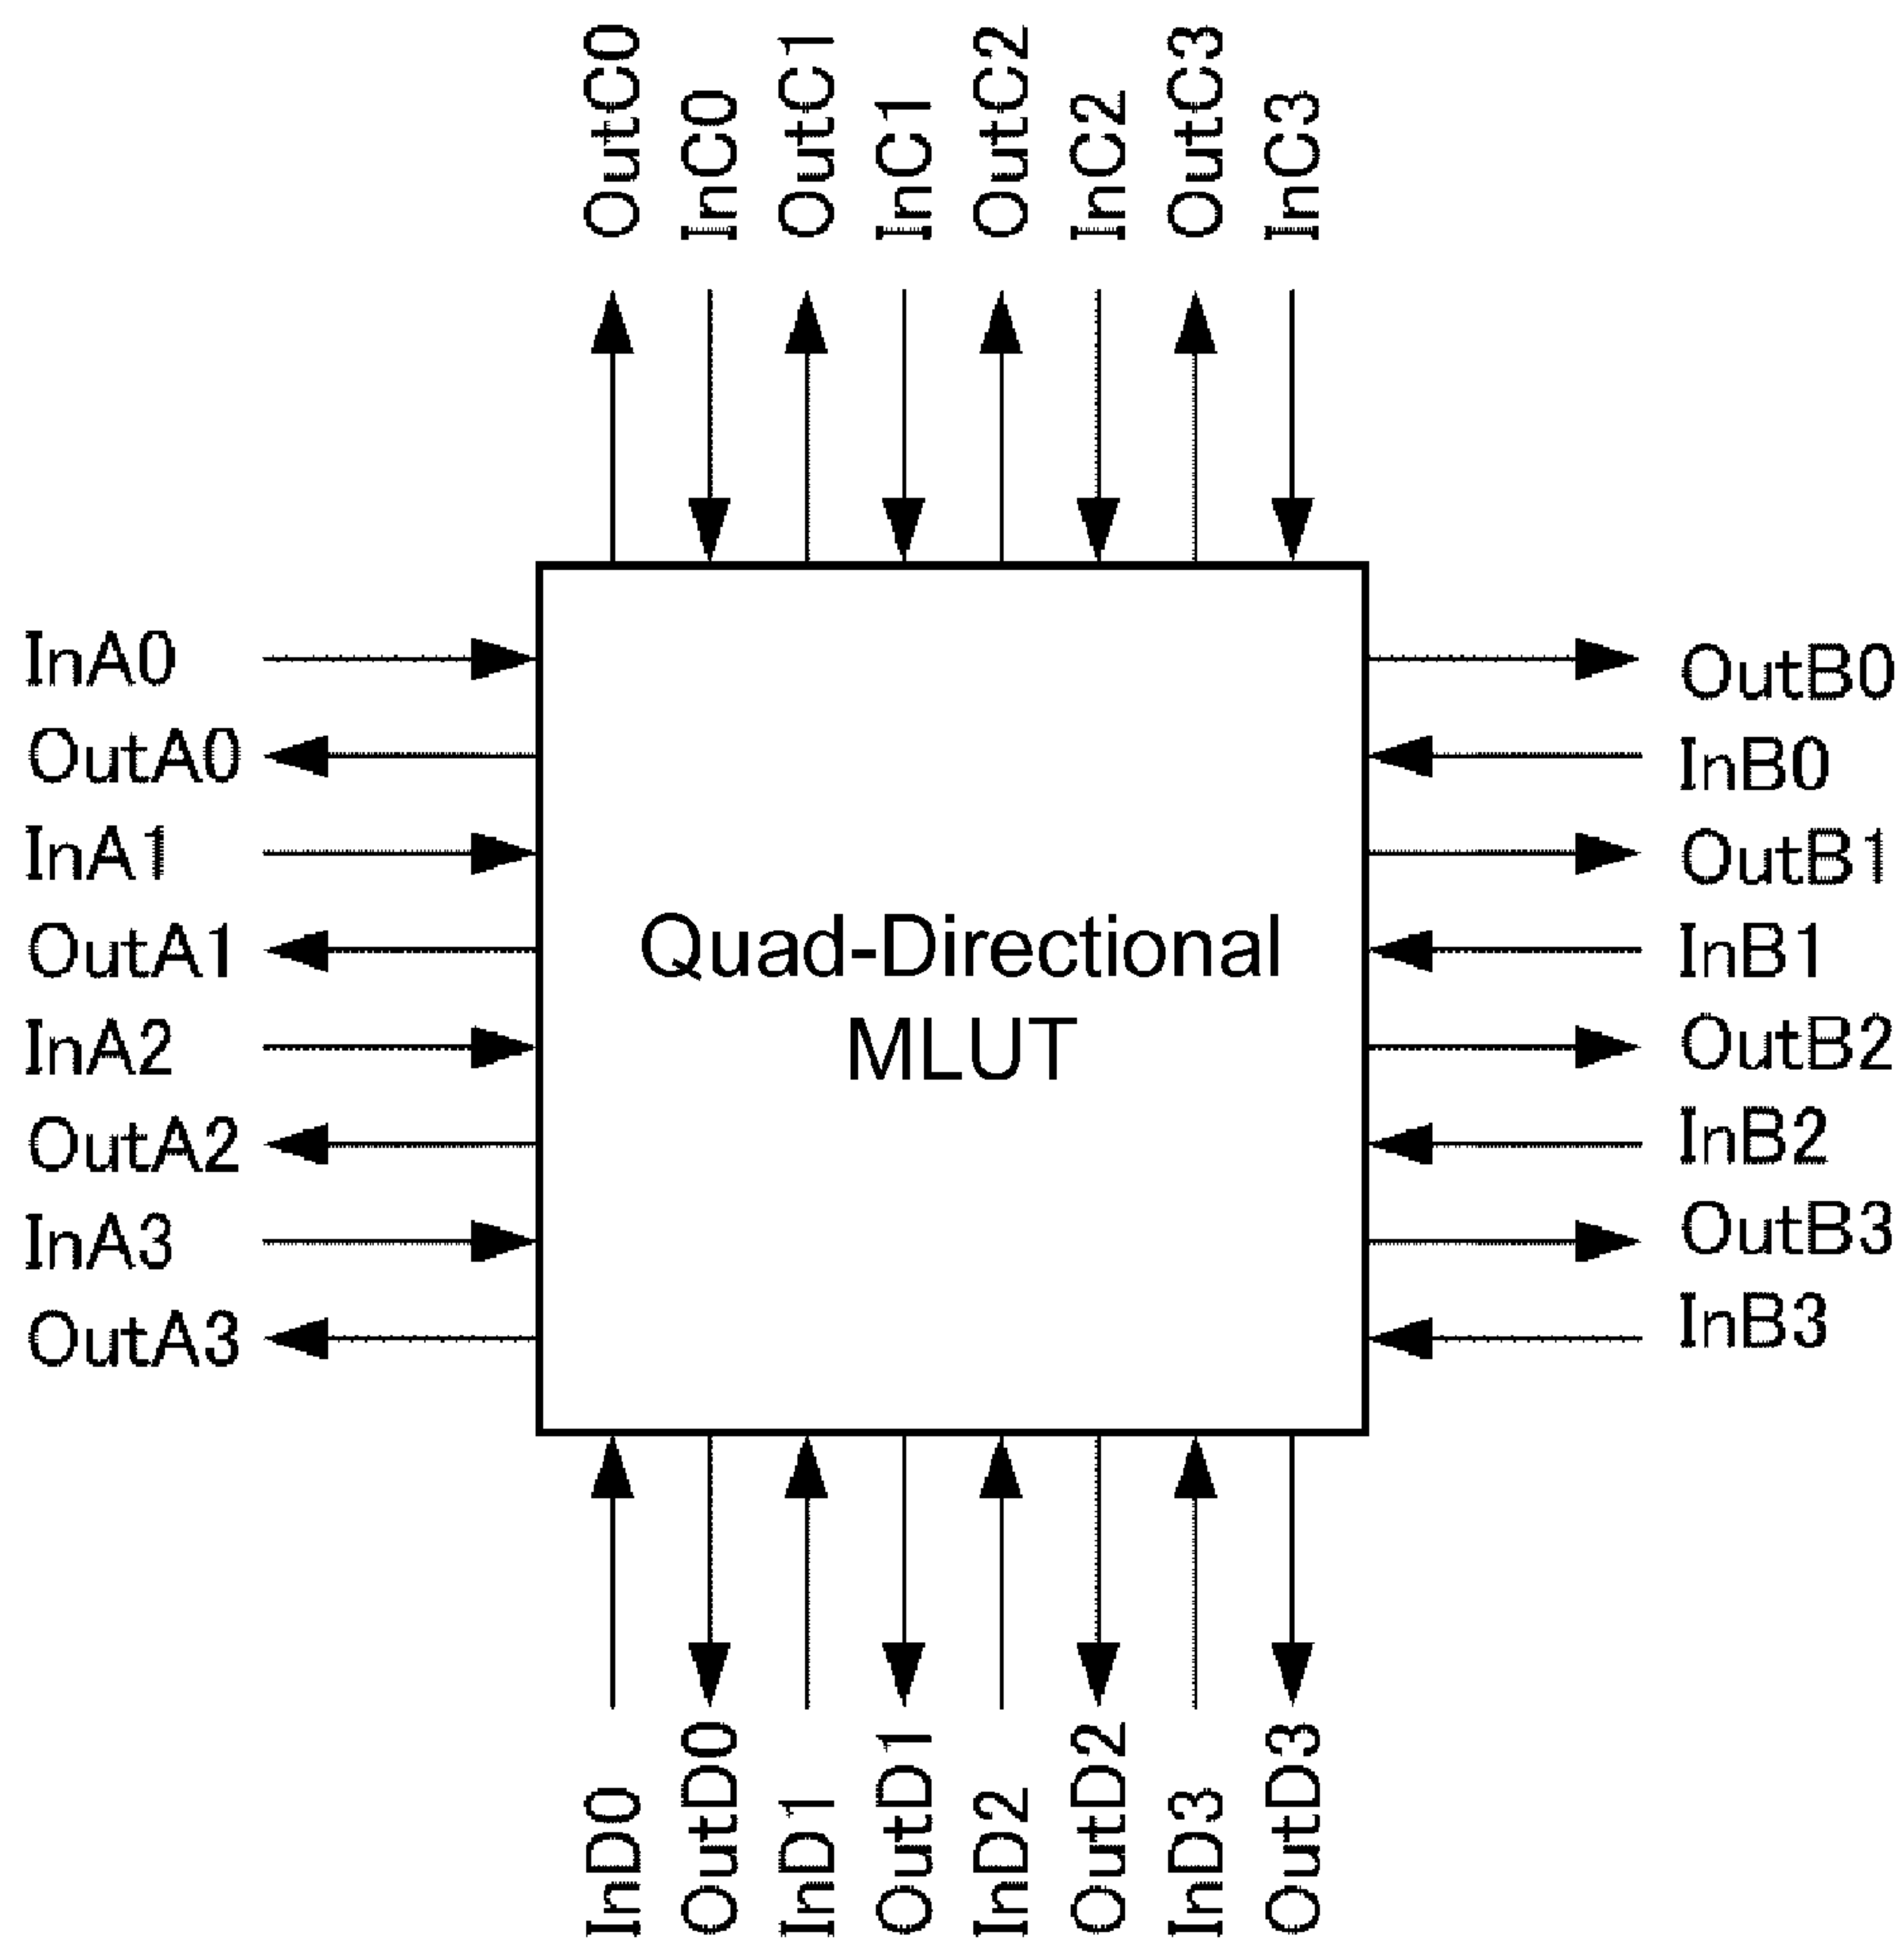 OutC0
InC0
OutC1
InC1
OutC2
InC2
OutC3
InC3
InA0
OutA0
InA1
OutA1
InA2
OutA2
InA3
OutA3
Quad-Directional
MLUT
OutB0
InB0
OutB1
InB1
OutB2
InB2
OutB3
InB3
InD0
OutD0
InD1
OutD1
InD2
OutD2
InD3
OutD3